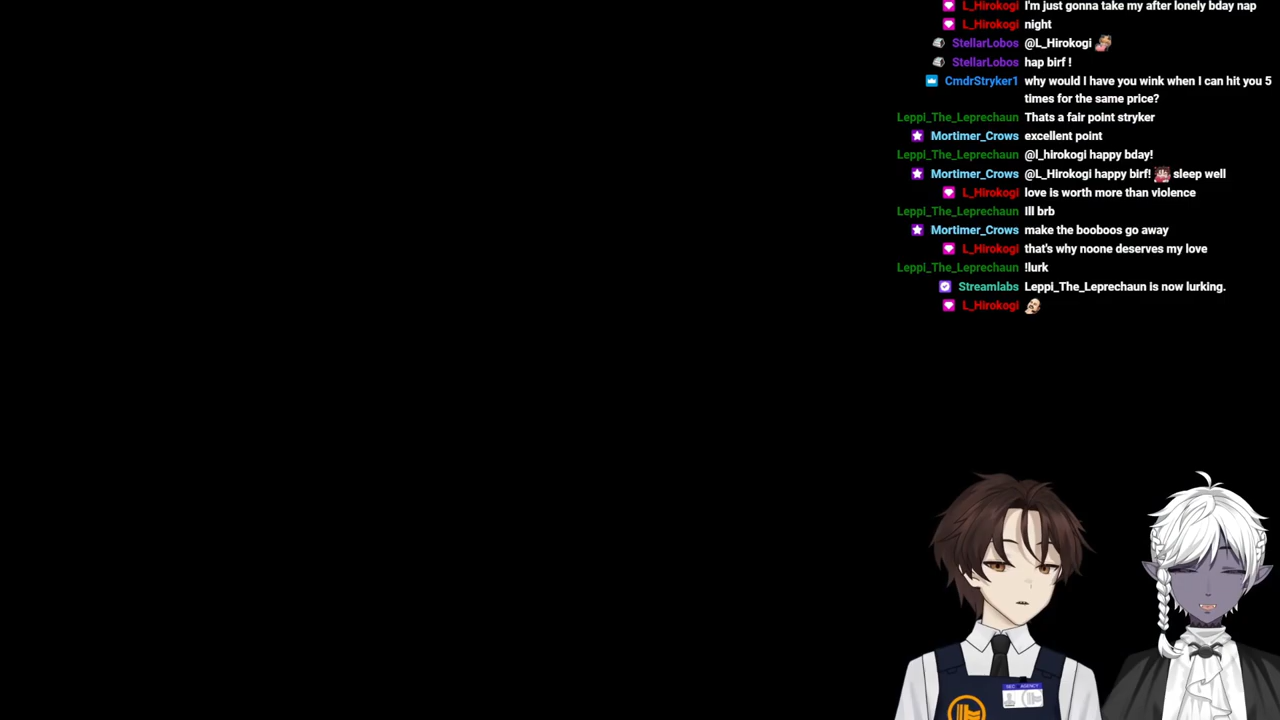 L_Hirokogi I'm just gonna take my after lonely bday nap
L_Hirokogi night
StellarLobos @L_Hirokogi
StellarLobos hap birf !
CmdrStryker1 why would I have you wink when I can hit you 5
times for the same price?
Leppi_The_Leprechaun Thats a fair point stryker
Mortimer_Crows excellent point
Leppi_The_Leprechaun @l_hirokogi happy bday!
Mortimer_Crows @L_Hirokogi happy birf! sleep well
L_Hirokogi love is worth more than violence
Leppi_The_Leprechaun Ill brb
Mortimer_Crows make the booboos go away
L_Hirokogi that's why noone deserves my love
Leppi_The_Leprechaun !lurk
Streamlabs Leppi_The_Leprechaun is now lurking.
L_Hirokogi